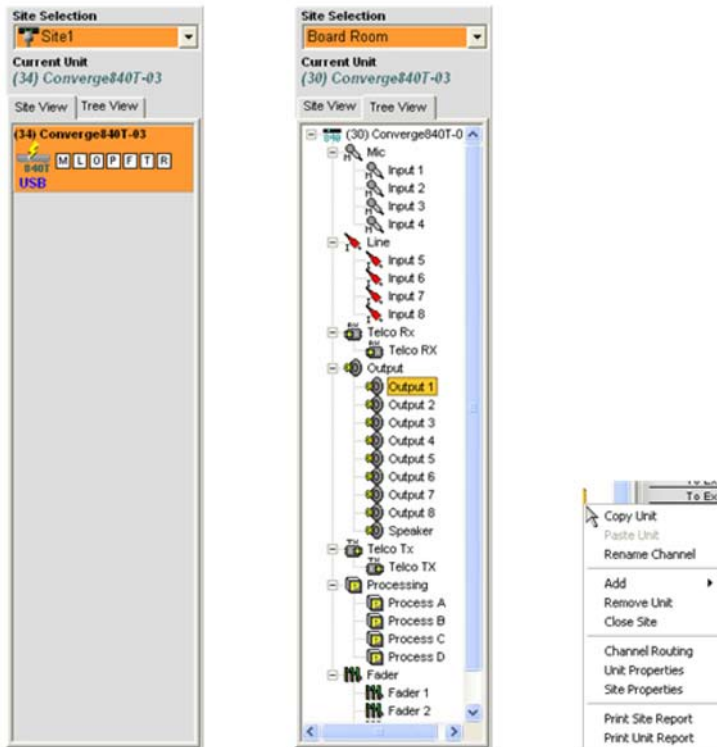 Site Selection
Site1
Current Unit
(34) Converge840T-03
Site View Tree View
(34) Converge840T-03
840T M L O P F T R
USB
Site Selection
Board Room
Current Unit
(30) Converge840T-03
Site View Tree View
(30) Converge840T-0
Mic
Input 1
Input 2
Input 3
Input 4
Line
Input 5
Input 6
Input 7
Input 8
Telco Rx
Telco RX
Output
Output 1
Output 2
Output 3
Output 4
Output 5
Output 6
Output 7
Output 8
Speaker
Telco Tx
Telco TX
Processing
Process A
Process B
Process C
Process D
Fader
Fader 1
Fader 2
To Ex
Copy Unit
Paste Unit
Rename Channel
Add
Remove Unit
Close Site
Channel Routing
Unit Properties
Site Properties
Print Site Report
Print Unit Report